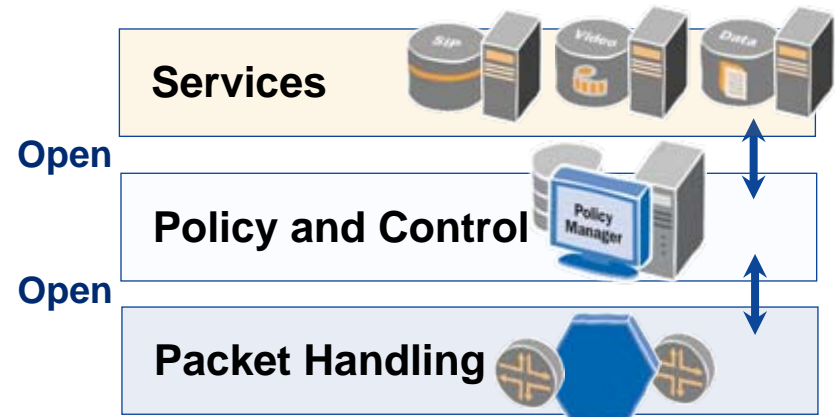 SIP Video Data
Services
Open
Policy and Control
Policy
Manager
Open
Packet Handling